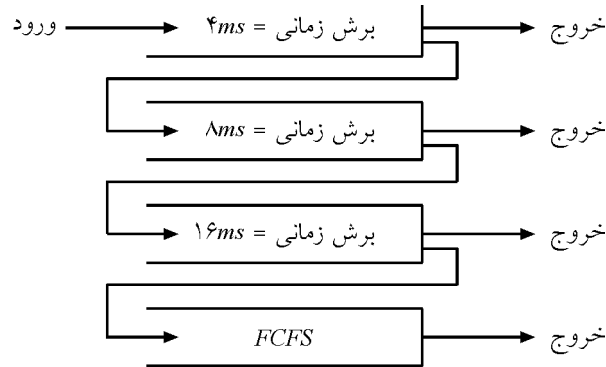 ورود برش زمانی = ۴ms خروج
برش زمانی = ۸ms خروج
برش زمانی = ۱۶ms خروج
FCFS خروج